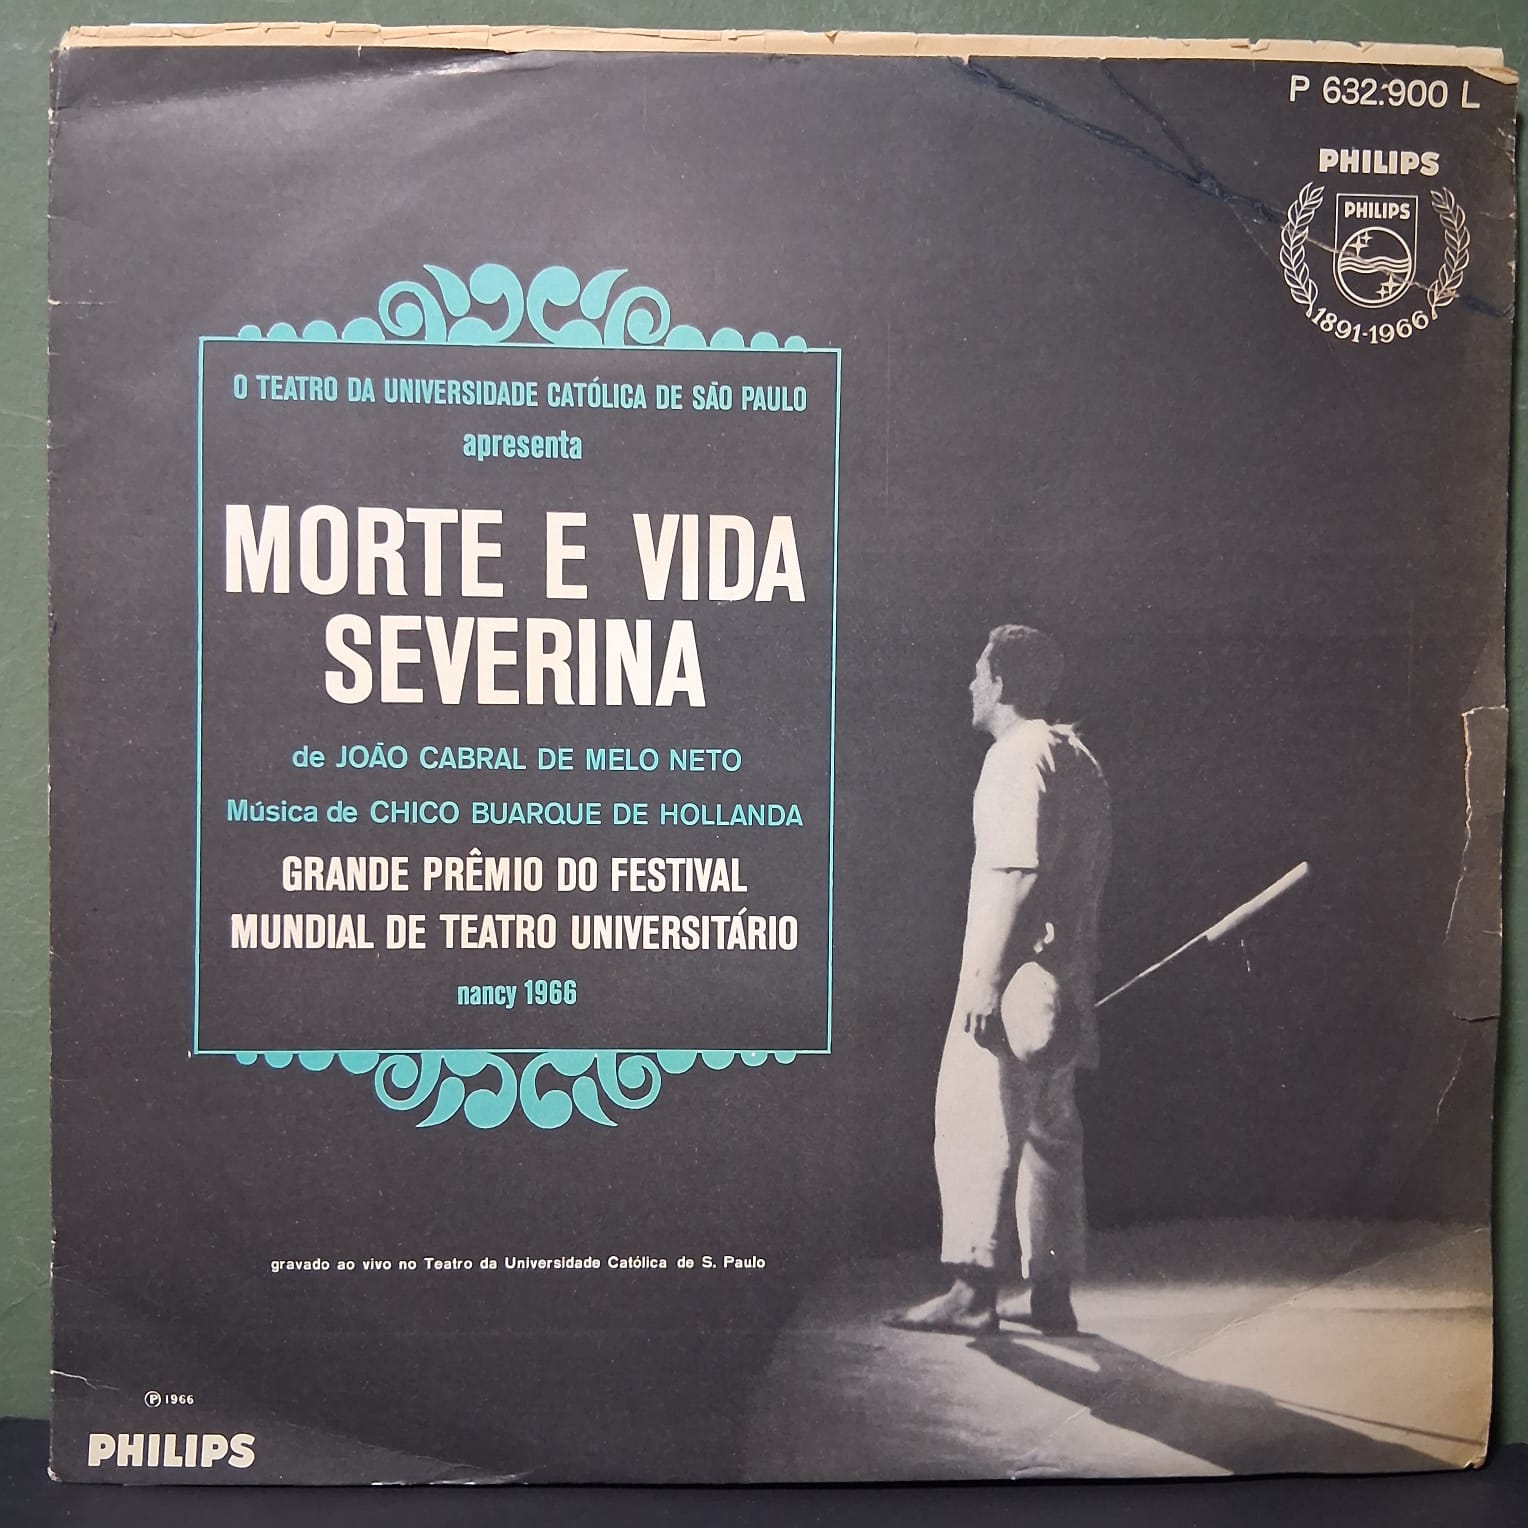 P 632.900 L
PHILIPS
PHILIPS
1891-1966
O TEATRO DA UNIVERSIDADE CATÓLICA DE SÃO PAULO
apresenta
MORTE E VIDA
SEVERINA
de JOÃO CABRAL DE MELO NETO
Música de CHICO BUARQUE DE HOLLANDA
GRANDE PRÊMIO DO FESTIVAL
MUNDIAL DE TEATRO UNIVERSITÁRIO
nancy 1966
gravado ao vivo no Teatro da Universidade Católica de S. Paulo
℗ 1966
PHILIPS